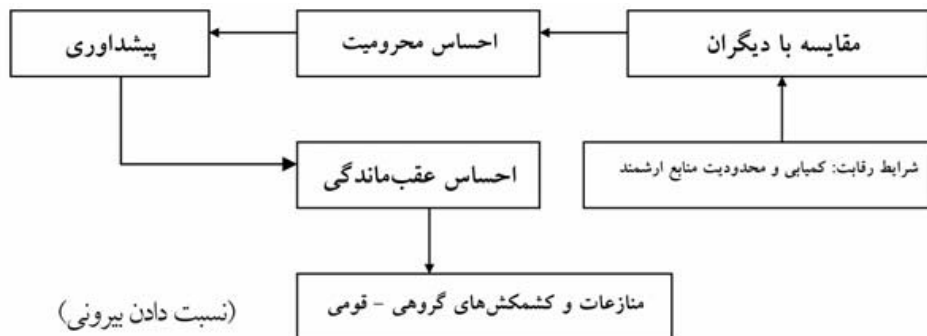 مقایسه با دیگران
احساس محرومیت
پیشداوری
شرایط رقابت: کمیابی و محدودیت منابع ارشمند
احساس عقب‌ماندگی
منازعات و کشمکش‌های گروهی – قومی
(نسبت دادن بیرونی)